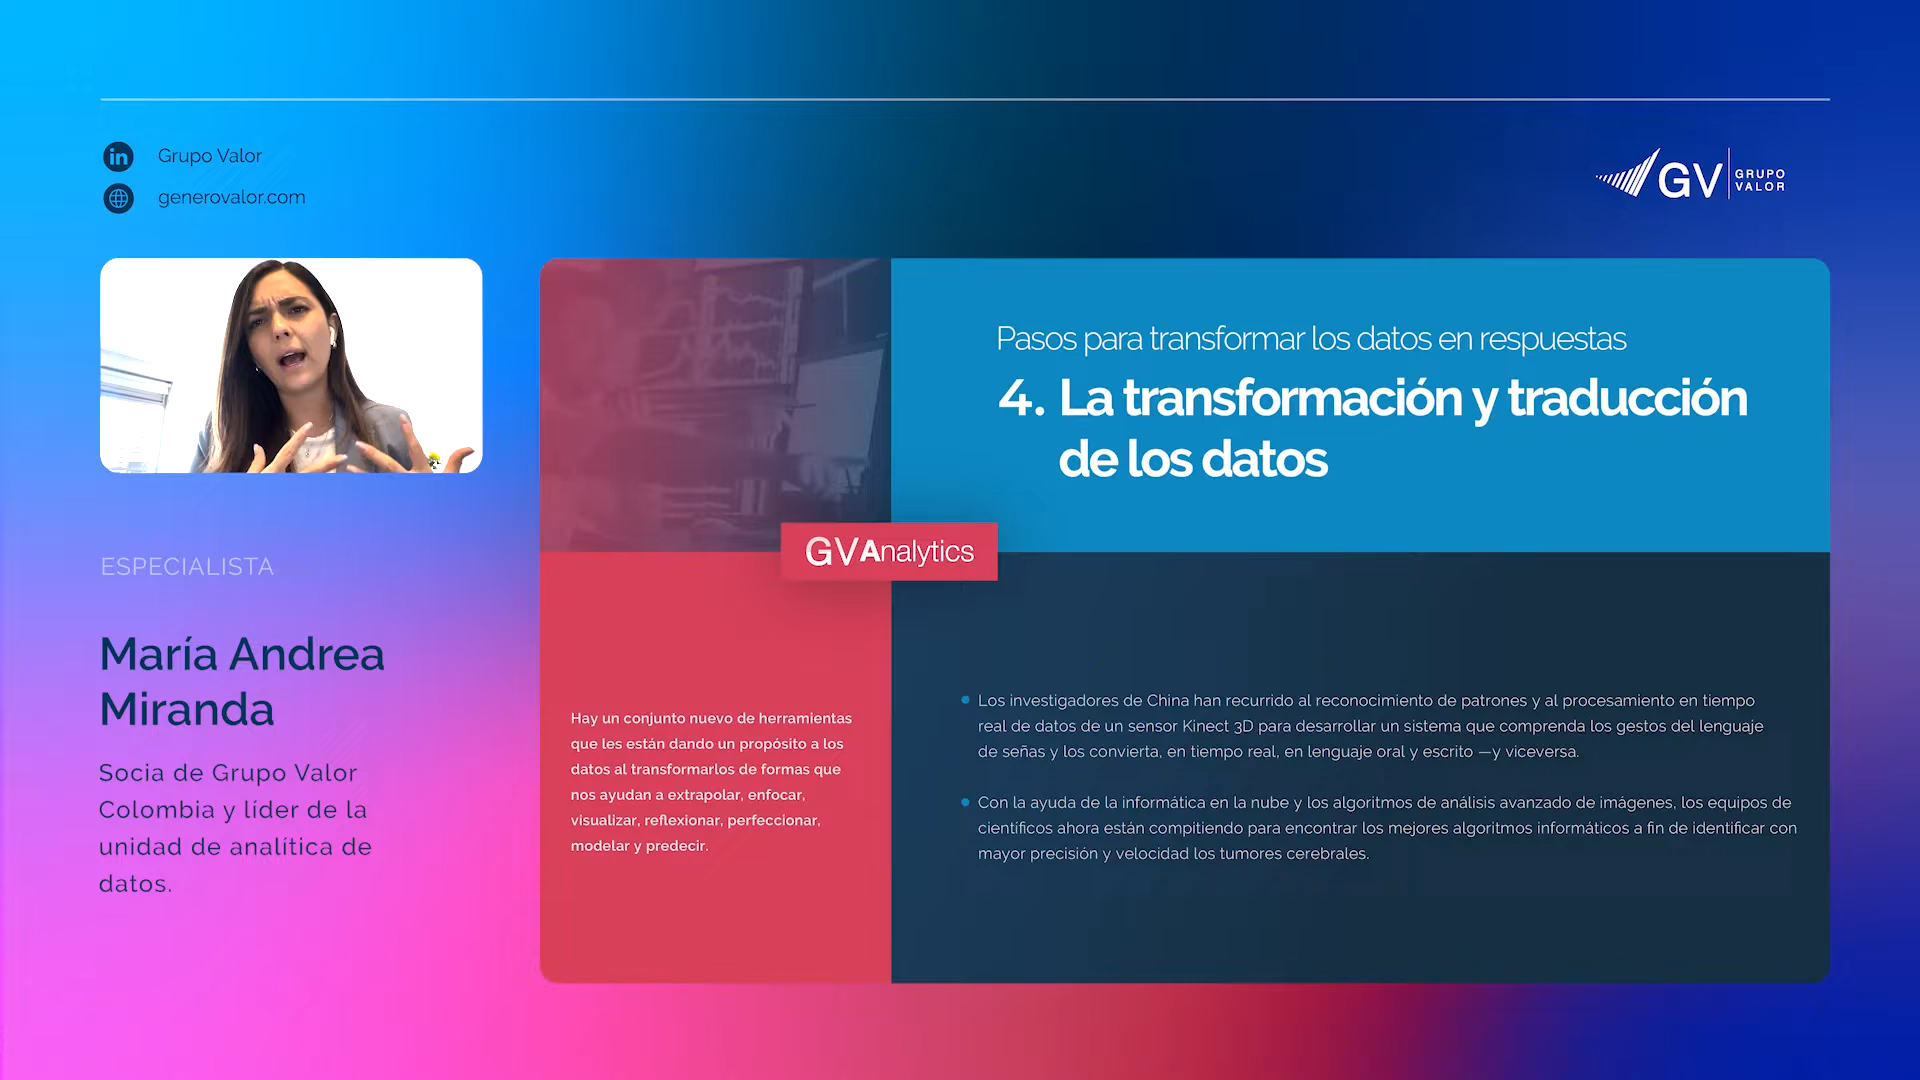 Grupo Valor
generovalor.com
GV GRUPO
VALOR
ESPECIALISTA
María Andrea
Miranda
Socia de Grupo Valor
Colombia y líder de la
unidad de analítica de
datos.
Pasos para transformar los datos en respuestas
4. La transformación y traducción
de los datos
GVAnalytics
Hay un conjunto nuevo de herramientas
que les están dando un propósito a los
datos al transformarlos de formas que
nos ayudan a extrapolar, enfocar,
visualizar, reflexionar, perfeccionar,
modelar y predecir.
Los investigadores de China han recurrido al reconocimiento de patrones y al procesamiento en tiempo
real de datos de un sensor Kinect 3D para desarrollar un sistema que comprenda los gestos del lenguaje
de señas y los convierta, en tiempo real, en lenguaje oral y escrito —y viceversa.
Con la ayuda de la informática en la nube y los algoritmos de análisis avanzado de imágenes, los equipos de
científicos ahora están compitiendo para encontrar los mejores algoritmos informáticos a fin de identificar con
mayor precisión y velocidad los tumores cerebrales.